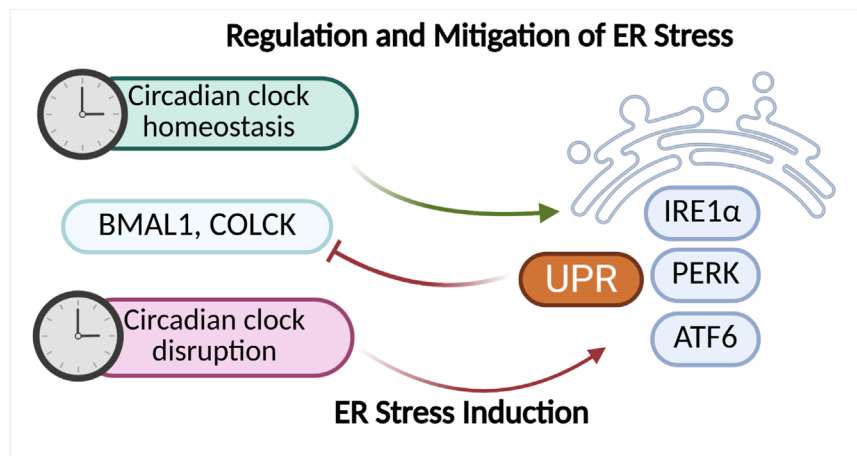 Regulation and Mitigation of ER Stress
Circadian clock
homeostasis
IRE1α
BMAL1, COLCK
UPR
PERK
Circadian clock
disruption
ATF6
ER Stress Induction